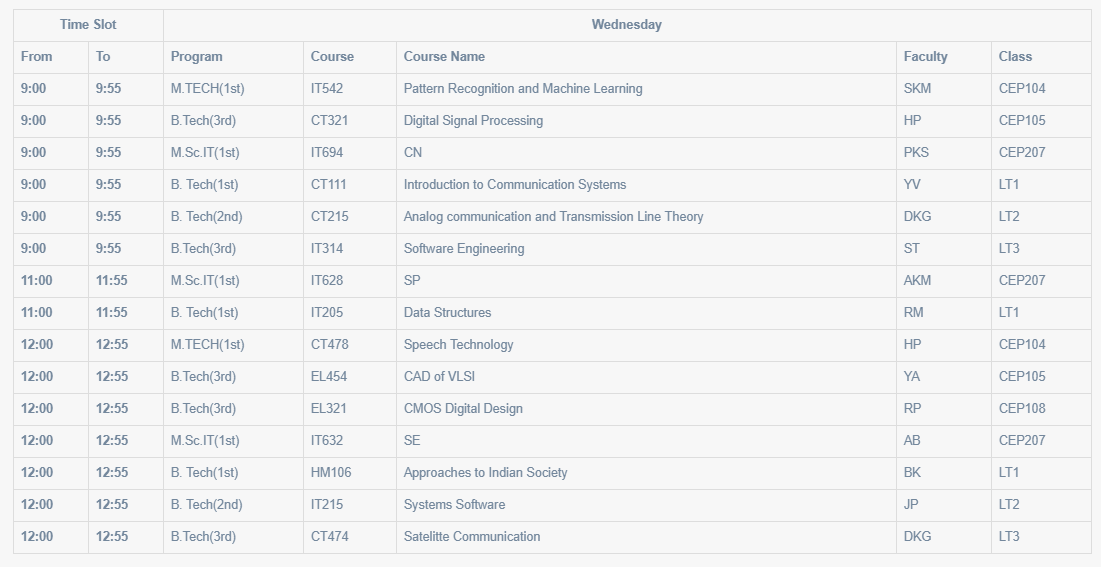 Time Slot Wednesday
From To Program Course Course Name Faculty Class
9:00 9:55 M.TECH(1st) IT542 Pattern Recognition and Machine Learning SKM CEP104
9:00 9:55 B.Tech(3rd) CT321 Digital Signal Processing HP CEP105
9:00 9:55 M.Sc.IT(1st) IT694 CN PKS CEP207
9:00 9:55 B. Tech(1st) CT111 Introduction to Communication Systems YV LT1
9:00 9:55 B. Tech(2nd) CT215 Analog communication and Transmission Line Theory DKG LT2
9:00 9:55 B.Tech(3rd) IT314 Software Engineering ST LT3
11:00 11:55 M.Sc.IT(1st) IT628 SP AKM CEP207
11:00 11:55 B. Tech(1st) IT205 Data Structures RM LT1
12:00 12:55 M.TECH(1st) CT478 Speech Technology HP CEP104
12:00 12:55 B.Tech(3rd) EL454 CAD of VLSI YA CEP105
12:00 12:55 B.Tech(3rd) EL321 CMOS Digital Design RP CEP108
12:00 12:55 M.Sc.IT(1st) IT632 SE AB CEP207
12:00 12:55 B. Tech(1st) HM106 Approaches to Indian Society BK LT1
12:00 12:55 B. Tech(2nd) IT215 Systems Software JP LT2
12:00 12:55 B.Tech(3rd) CT474 Satelitte Communication DKG LT3